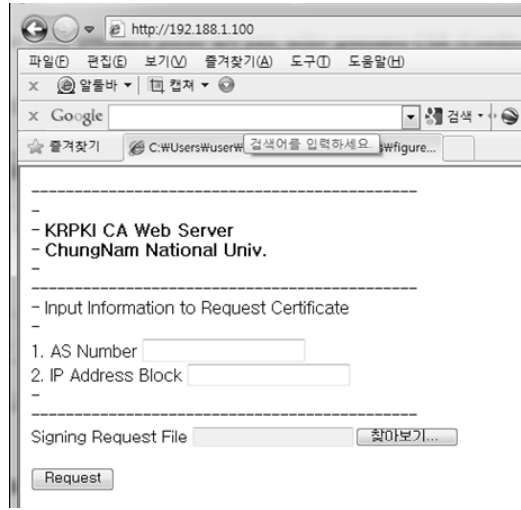 http://192.188.1.100
파일(F) 편집(E) 보기(V) 즐겨찾기(A) 도구(T) 도움말(H)
x 알툴바 캡쳐
x Google 검색
즐겨찾기 C:₩Users₩user₩ 검색어를 입력하세요. ₩figure...
---------------------------------------------
-
- KRPKI CA Web Server
- ChungNam National Univ.
-
---------------------------------------------
- Input Information to Request Certificate
-
1. AS Number
2. IP Address Block
-
---------------------------------------------
Signing Request File 찾아보기...
Request